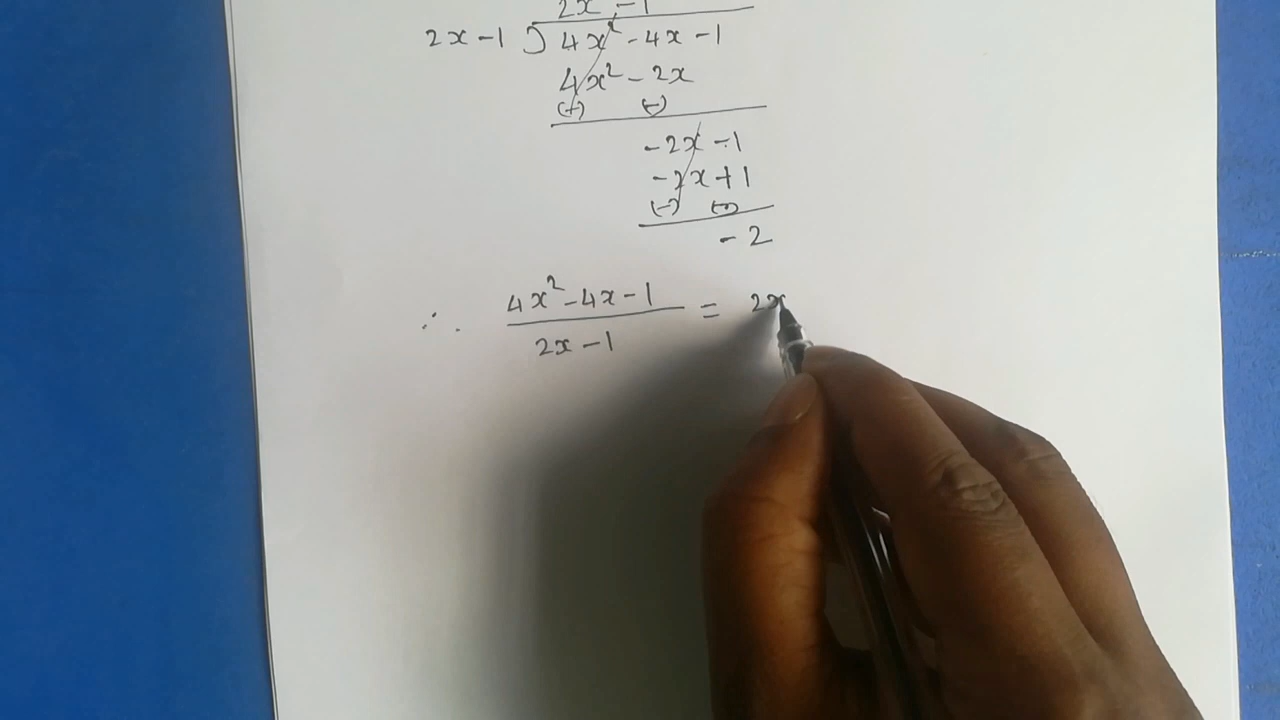 2x - 1
2x - 1 ) 4x² - 4x - 1
4x² - 2x
(-) (-)
- 2x - 1
- 2x + 1
(-) (-)
- 2
∴ 4x² - 4x - 1 = 2x
2x - 1